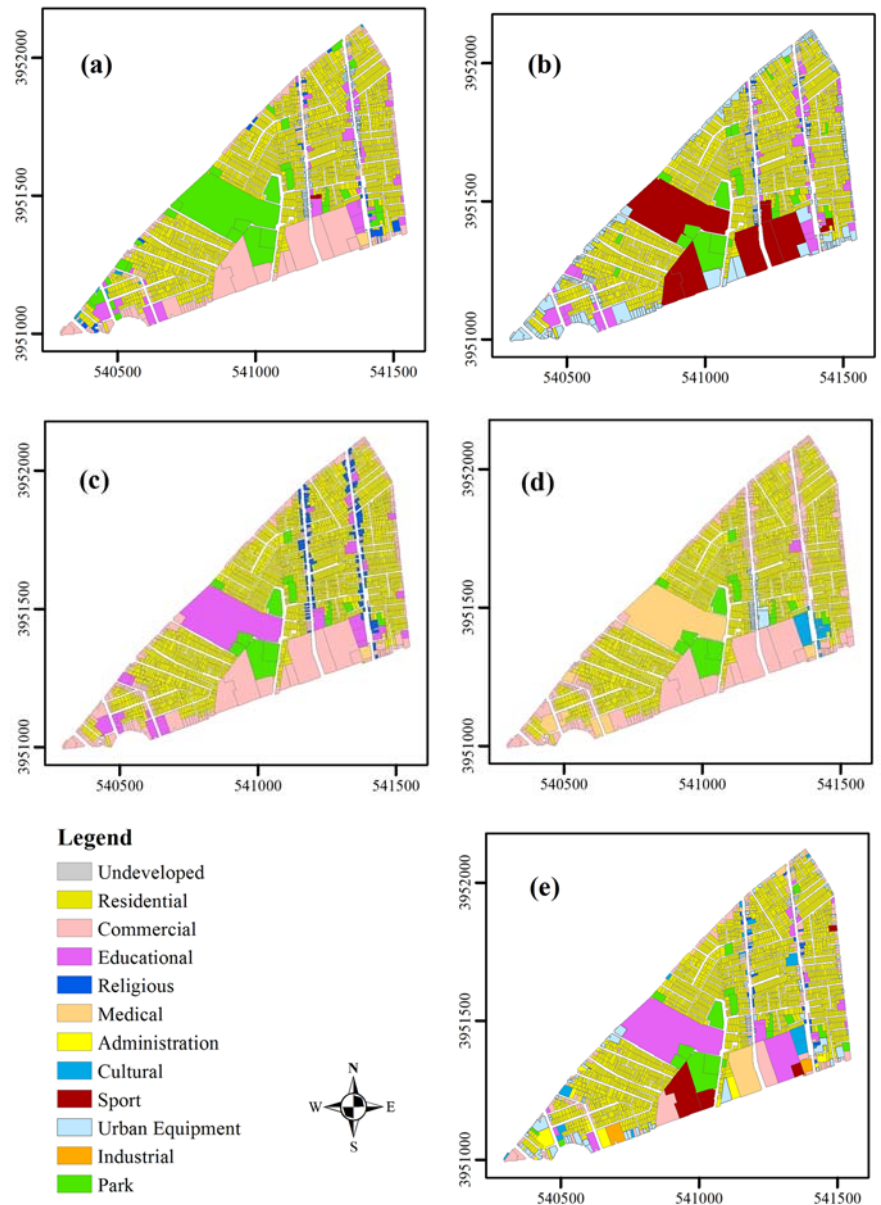 (a)
3952000
3951500
3951000
540500
541000
541500
(b)
3952000
3951500
3951000
540500
541000
541500
(c)
3952000
3951500
3951000
540500
541000
541500
(d)
3952000
3951500
3951000
540500
541000
541500
Legend
Undeveloped
Residential
Commercial
Educational
Religious
Medical
Administration
Cultural
Sport
Urban Equipment
Industrial
Park
N
W E
S
(e)
3952000
3951500
3951000
540500
541000
541500